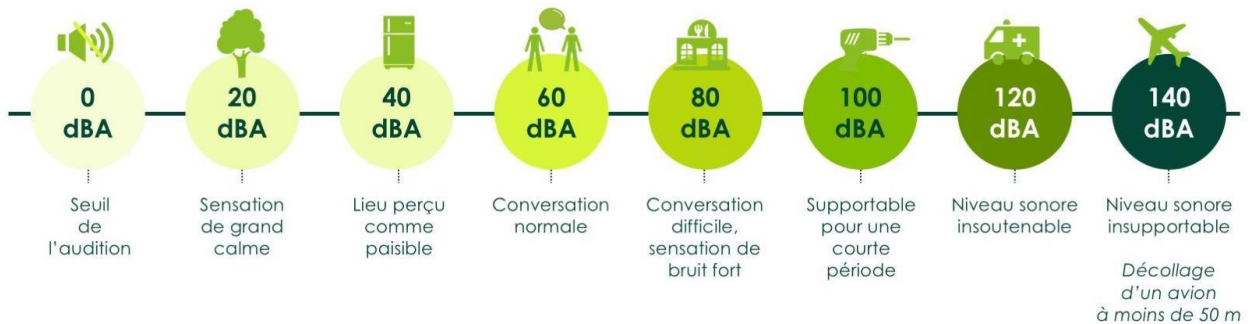 0
dBA
20
dBA
40
dBA
60
dBA
80
dBA
100
dBA
120
dBA
140
dBA
Seuil
de
l'audition
Sensation
de grand
calme
Lieu perçu
comme
paisible
Conversation
normale
Conversation
difficile,
sensation de
bruit fort
Supportable
pour une
courte
période
Niveau sonore
insoutenable
Niveau sonore
insupportable
Décollage
d'un avion
à moins de 50 m